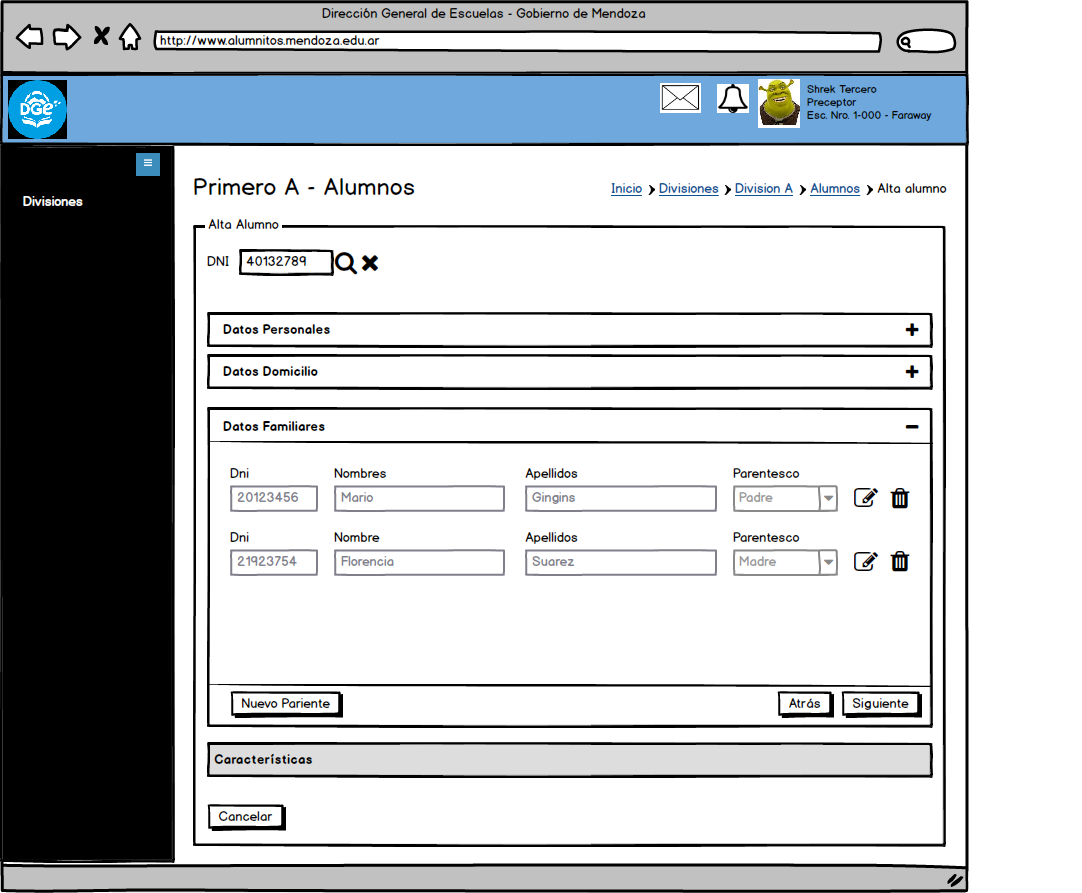 Dirección General de Escuelas - Gobierno de Mendoza
http://www.alumnitos.mendoza.edu.ar
DGE
Shrek Tercero
Preceptor
Esc. Nro. 1-000 - Faraway
Divisiones
Primero A - Alumnos
Inicio Divisiones Division A Alumnos Alta alumno
Alta Alumno
DNI 40132789
Datos Personales
Datos Domicilio
Datos Familiares
Dni Nombres Apellidos Parentesco
20123456 Mario Gingins Padre
Dni Nombre Apellidos Parentesco
21923754 Florencia Suarez Madre
Nuevo Pariente Atrás Siguiente
Características
Cancelar